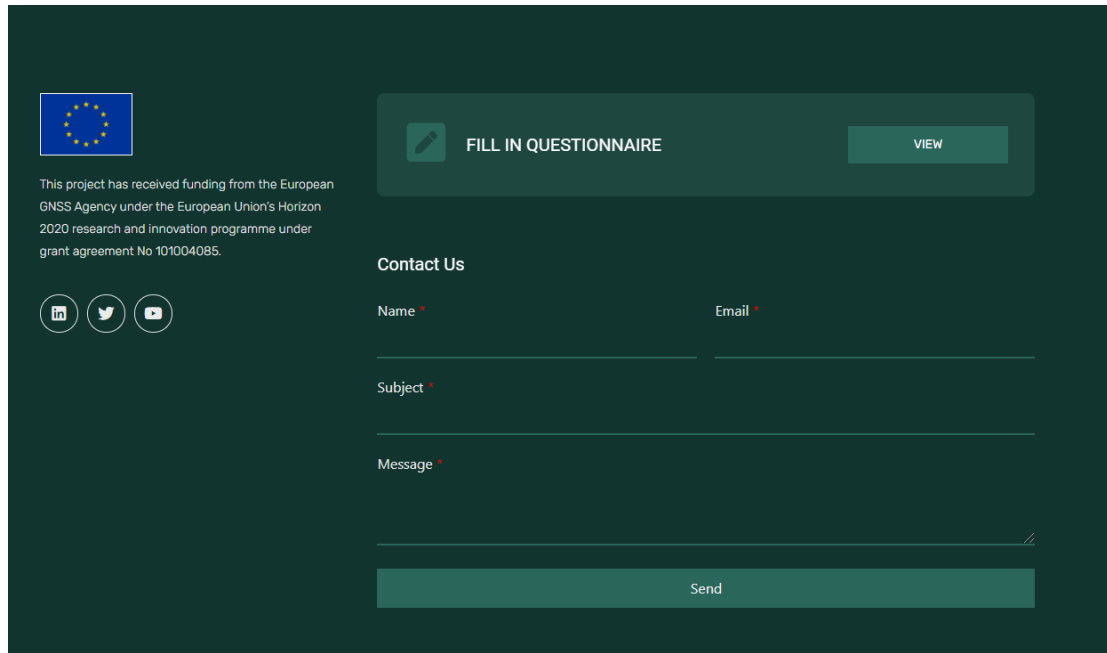 This project has received funding from the European
GNSS Agency under the European Union's Horizon
2020 research and innovation programme under
grant agreement No 101004085.
FILL IN QUESTIONNAIRE
VIEW
Contact Us
Name *
Email *
Subject *
Message *
Send